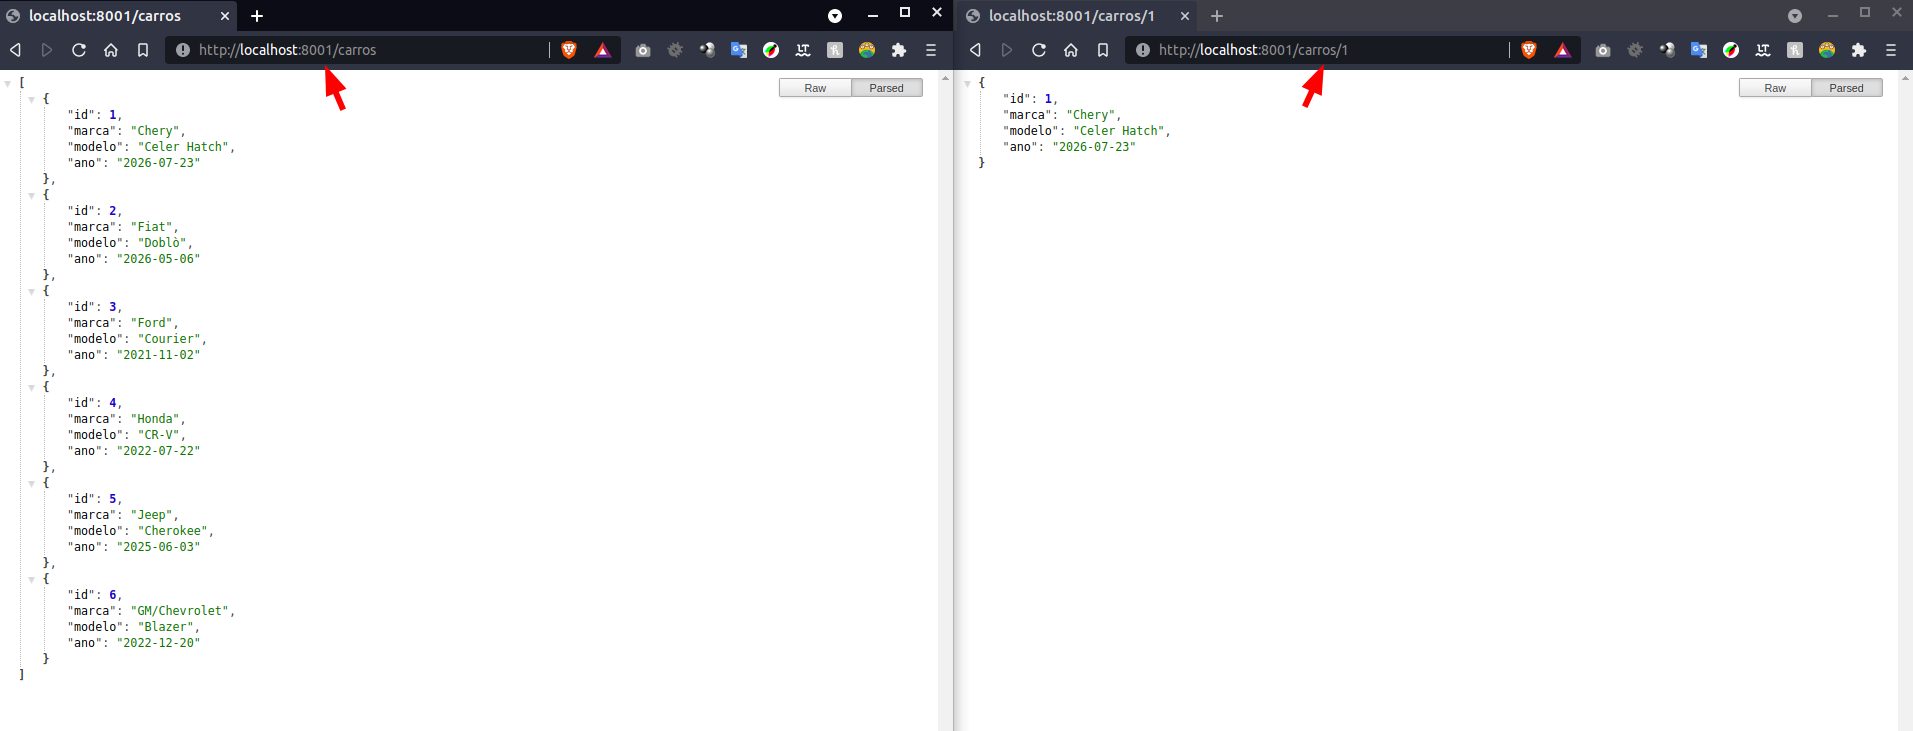 localhost:8001/carros
http://localhost:8001/carros
Raw
Parsed
[
{
"id": 1,
"marca": "Chery",
"modelo": "Celer Hatch",
"ano": "2026-07-23"
},
{
"id": 2,
"marca": "Fiat",
"modelo": "Doblò",
"ano": "2026-05-06"
},
{
"id": 3,
"marca": "Ford",
"modelo": "Courier",
"ano": "2021-11-02"
},
{
"id": 4,
"marca": "Honda",
"modelo": "CR-V",
"ano": "2022-07-22"
},
{
"id": 5,
"marca": "Jeep",
"modelo": "Cherokee",
"ano": "2025-06-03"
},
{
"id": 6,
"marca": "GM/Chevrolet",
"modelo": "Blazer",
"ano": "2022-12-20"
}
]
localhost:8001/carros/1
http://localhost:8001/carros/1
Raw
Parsed
{
"id": 1,
"marca": "Chery",
"modelo": "Celer Hatch",
"ano": "2026-07-23"
}